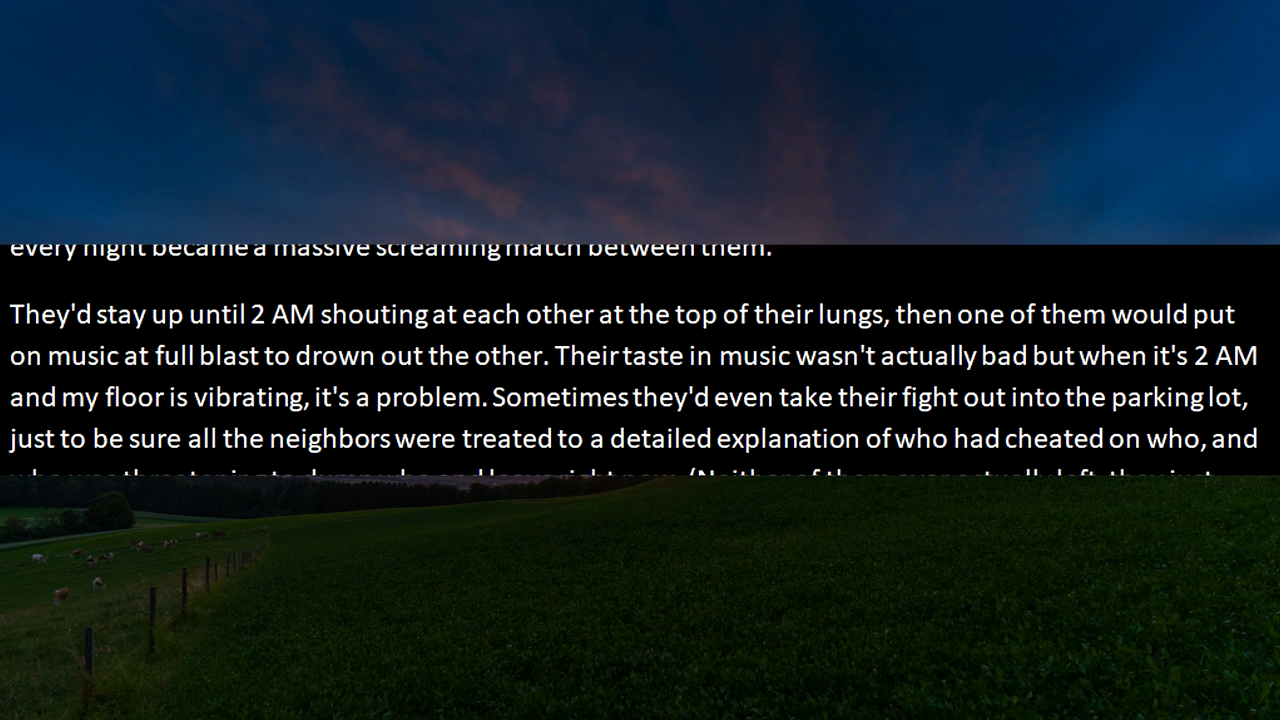 every night became a massive screaming match between them.
They'd stay up until 2 AM shouting at each other at the top of their lungs, then one of them would put
on music at full blast to drown out the other. Their taste in music wasn't actually bad but when it's 2 AM
and my floor is vibrating, it's a problem. Sometimes they'd even take their fight out into the parking lot,
just to be sure all the neighbors were treated to a detailed explanation of who had cheated on who, and